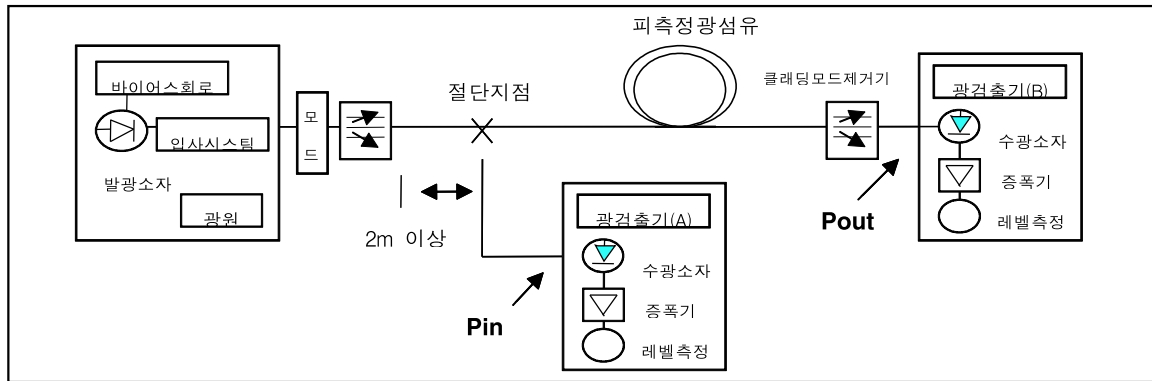 피측정광섬유
바이어스회로
클래딩모드제거기
광검출기(B)
절단지점
모
드
입사시스팀
수광소자
발광소자
증폭기
광원
광검출기(A)
Pout
레벨측정
2m 이상
수광소자
Pin
증폭기
레벨측정